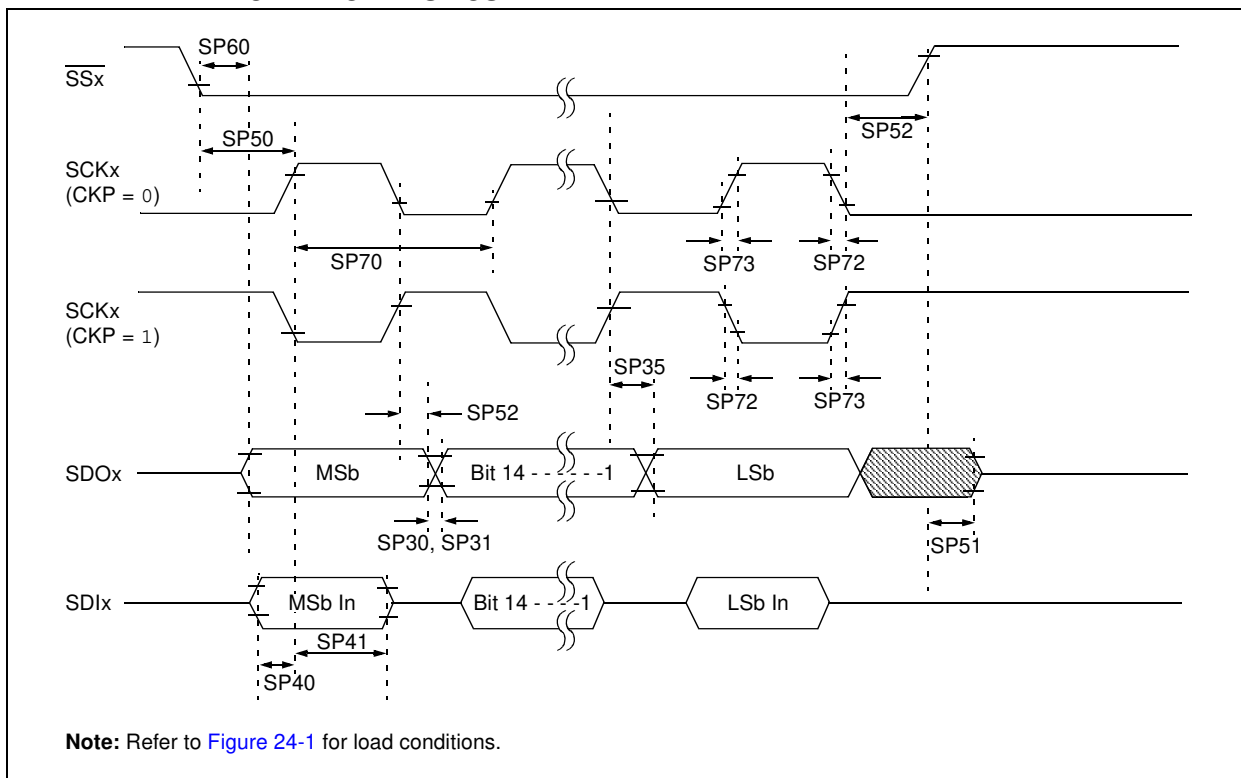 SP60
SSx
SP50
SP52
SCKx
(CKP = 0)
SP70
SP73
SP72
SCKx
(CKP = 1)
SP35
SP72
SP73
SP52
SDOx
MSb
Bit 14 - - - - - -1
LSb
SP30, SP31
SP51
SDIx
MSb In
Bit 14 - - - -1
LSb In
SP41
SP40
Note: Refer to Figure 24-1 for load conditions.